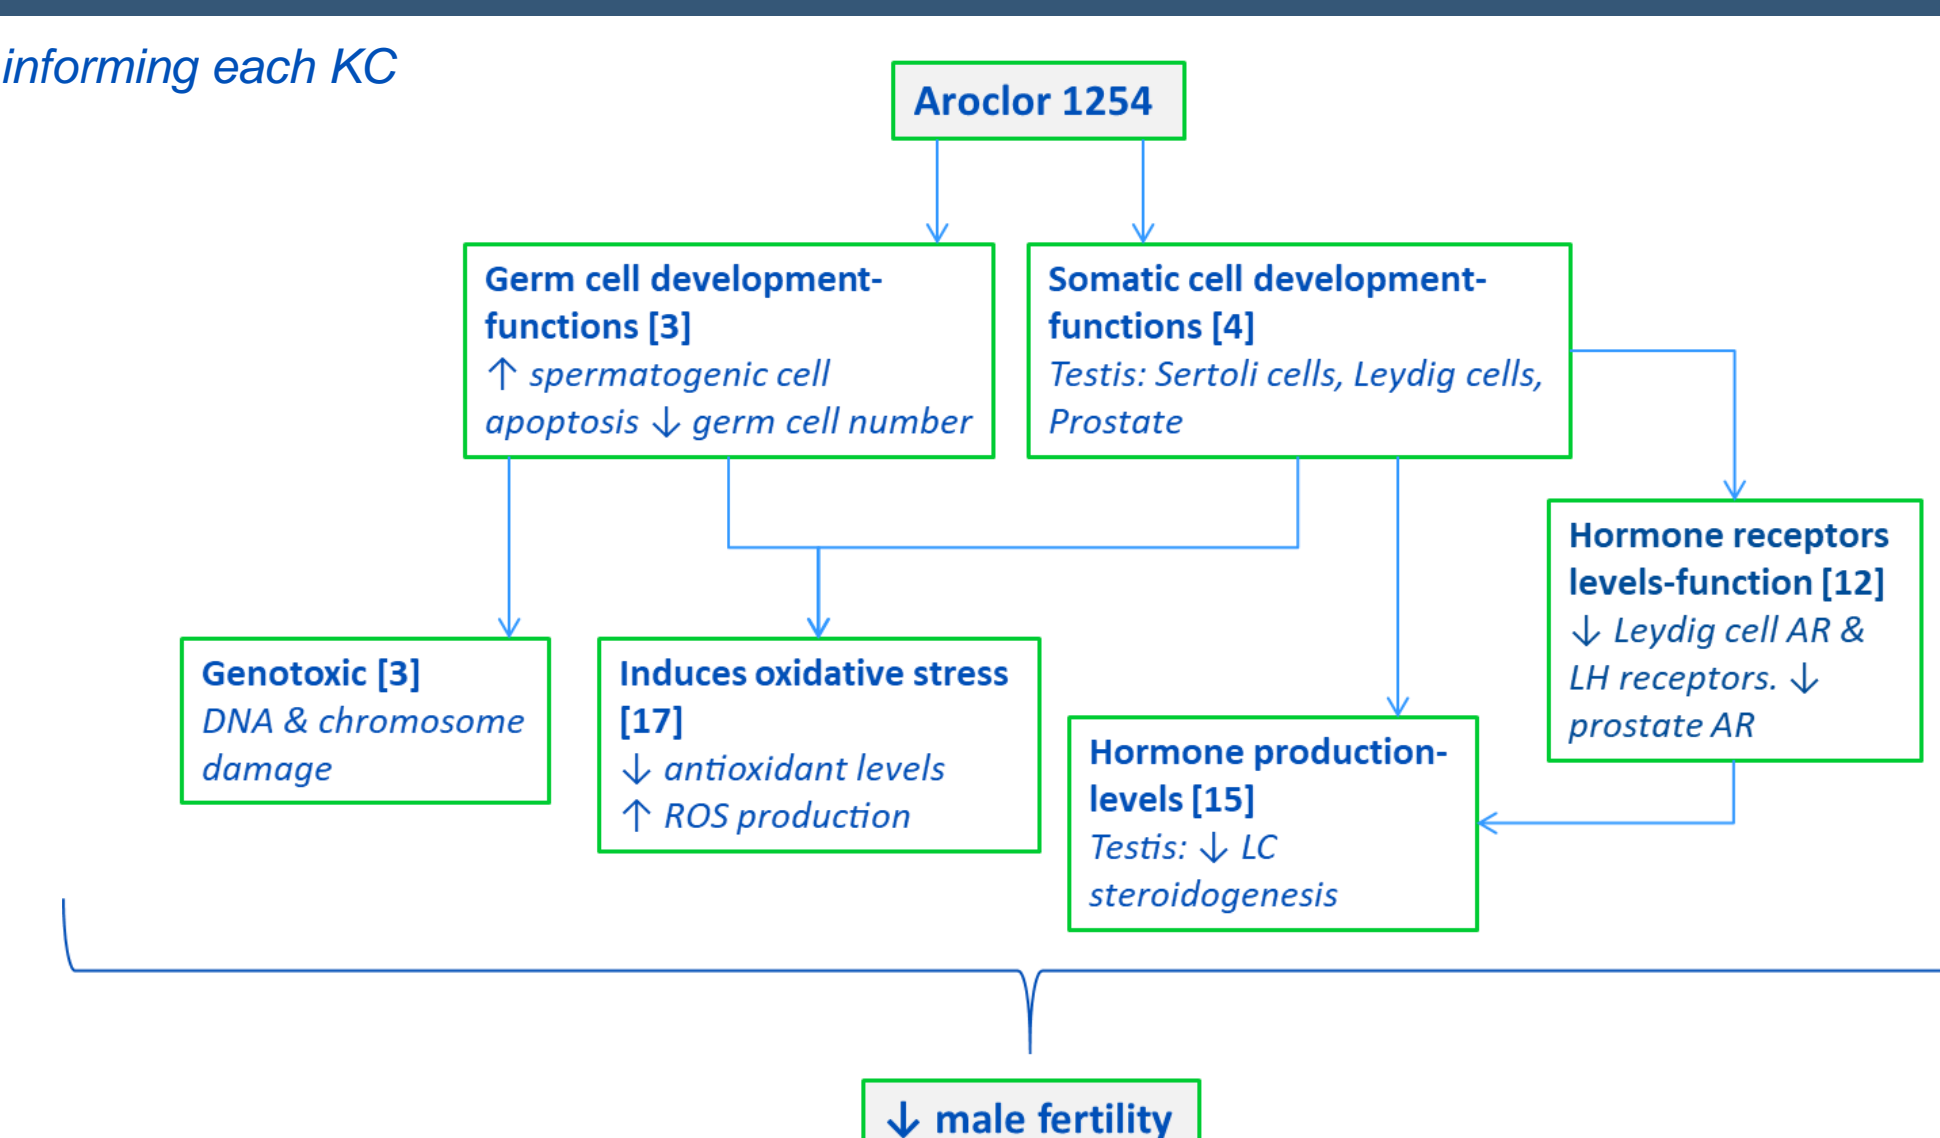 informing each KC
Aroclor 1254
Germ cell development-
functions [3]
↑ spermatogenic cell
apoptosis ↓ germ cell number
Somatic cell development-
functions [4]
Testis: Sertoli cells, Leydig cells,
Prostate
Hormone receptors
levels-function [12]
↓ Leydig cell AR &
LH receptors. ↓
prostate AR
Genotoxic [3]
DNA & chromosome
damage
Induces oxidative stress
[17]
↓ antioxidant levels
↑ ROS production
Hormone production-
levels [15]
Testis: ↓ LC
steroidogenesis
↓ male fertility